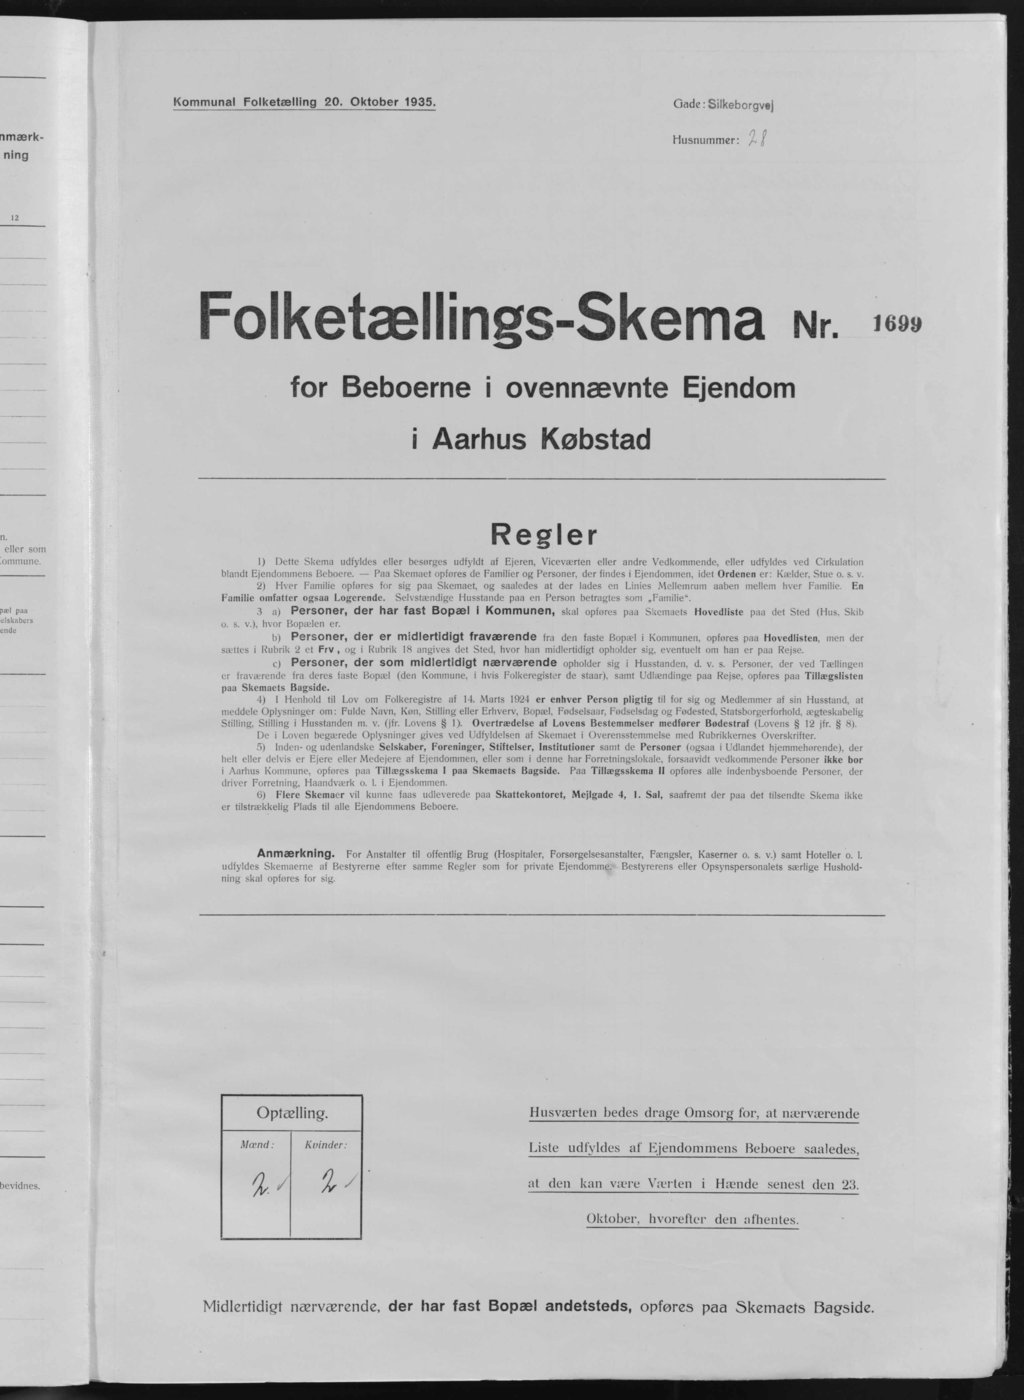 Kommunal Folketælling 20. Oktober 1935.
Gade: Silkeborgvej
Husnummer: 28
nmærk-
ning
12
Folketællings-Skema Nr. 1699
for Beboerne i ovennævnte Ejendom
i Aarhus Købstad
n.
eller som
ommune.
pæl paa
elskabers
ende
bevidnes.
Regler
1) Dette Skema udfyldes eller besørges udfyldt af Ejeren, Viceværten eller andre Vedkommende, eller udfyldes ved Cirkulation
blandt Ejendommens Beboere. — Paa Skemaet opføres de Familier og Personer, der findes i Ejendommen, idet Ordenen er: Kælder, Stue o. s. v.
2) Hver Familie opføres for sig paa Skemaet, og saaledes at der lades en Linies Mellemrum aaben mellem hver Familie. En
Familie omfatter ogsaa Logerende. Selvstændige Husstande paa en Person betragtes som „Familie“.
3 a) Personer, der har fast Bopæl i Kommunen, skal opføres paa Skemaets Hovedliste paa det Sted (Hus, Skib
o. s. v.), hvor Bopælen er.
b) Personer, der er midlertidigt fraværende fra den faste Bopæl i Kommunen, opføres paa Hovedlisten, men der
sættes i Rubrik 2 et Frv, og i Rubrik 18 angives det Sted, hvor han midlertidigt opholder sig, eventuelt om han er paa Rejse.
c) Personer, der som midlertidigt nærværende opholder sig i Husstanden, d. v. s. Personer, der ved Tællingen
er fraværende fra deres faste Bopæl (den Kommune, i hvis Folkeregister de staar), samt Udlændinge paa Rejse, opføres paa Tillægslisten
paa Skemaets Bagside.
4) I Henhold til Lov om Folkeregistre af 14. Marts 1924 er enhver Person pligtig til for sig og Medlemmer af sin Husstand, at
meddele Oplysninger om: Fulde Navn, Køn, Stilling eller Erhverv, Bopæl, Fødselsaar, Fødselsdag og Fødested, Statsborgerforhold, ægteskabelig
Stilling, Stilling i Husstanden m. v. (jfr. Lovens § 1). Overtrædelse af Lovens Bestemmelser medfører Bødestraf (Lovens § 12 jfr. § 8).
De i Loven begærede Oplysninger gives ved Udfyldelsen af Skemaet i Overensstemmelse med Rubrikkernes Overskrifter.
5) Inden- og udenlandske Selskaber, Foreninger, Stiftelser, Institutioner samt de Personer (ogsaa i Udlandet hjemmehørende), der
helt eller delvis er Ejere eller Medejere af Ejendommen, eller som i denne har Forretningslokale, forsaavidt vedkommende Personer ikke bor
i Aarhus Kommune, opføres paa Tillægsskema I paa Skemaets Bagside. Paa Tillægsskema II opføres alle indenbysboende Personer, der
driver Forretning, Haandværk o. l. i Ejendommen.
6) Flere Skemaer vil kunne faas udleverede paa Skattekontoret, Mejlgade 4, 1. Sal, saafremt der paa det tilsendte Skema ikke
er tilstrækkelig Plads til alle Ejendommens Beboere.
Anmærkning. For Anstalter til offentlig Brug (Hospitaler, Forsørgelsesanstalter, Fængsler, Kaserner o. s. v.) samt Hoteller o. l.
udfyldes Skemaerne af Bestyrerne efter samme Regler som for private Ejendomme. Bestyrerens eller Opsynspersonalets særlige Hushold-
ning skal opføres for sig.
Optælling.
Mænd: Kvinder:
2 2
Husværten bedes drage Omsorg for, at nærværende
Liste udfyldes af Ejendommens Beboere saaledes,
at den kan være Værten i Hænde senest den 23.
Oktober, hvorefter den afhentes.
Midlertidigt nærværende, der har fast Bopæl andetsteds, opføres paa Skemaets Bagside.